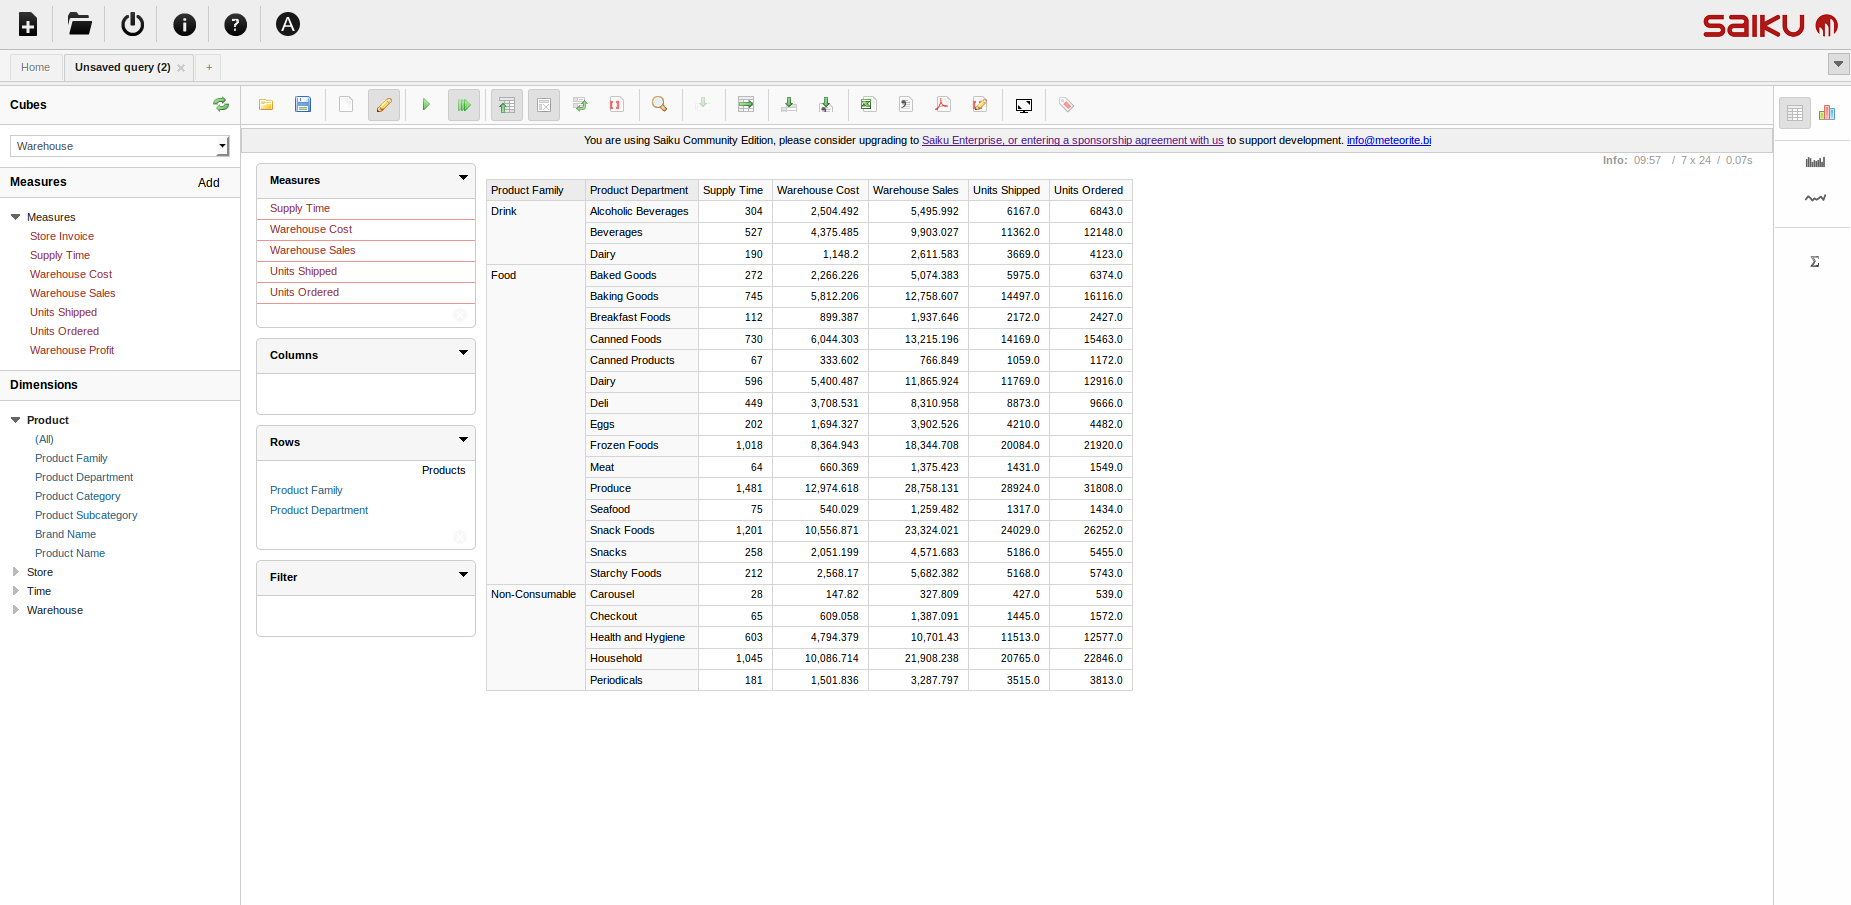 SAIKU
Home
Unsaved query (2)
+
Cubes
Warehouse
Measures Add
Measures
Store Invoice
Supply Time
Warehouse Cost
Warehouse Sales
Units Shipped
Units Ordered
Warehouse Profit
Dimensions
Product
(All)
Product Family
Product Department
Product Category
Product Subcategory
Brand Name
Product Name
Store
Time
Warehouse
You are using Saiku Community Edition, please consider upgrading to Saiku Enterprise, or entering a sponsorship agreement with us to support development. info@meteorite.bi
Info: 09:57 / 7 x 24 / 0.07s
Measures
Supply Time
Warehouse Cost
Warehouse Sales
Units Shipped
Units Ordered
Columns
Rows
Products
Product Family
Product Department
Filter
Product Family Product Department Supply Time Warehouse Cost Warehouse Sales Units Shipped Units Ordered
Drink Alcoholic Beverages 304 2,504.492 5,495.992 6167.0 6843.0
Beverages 527 4,375.485 9,903.027 11362.0 12148.0
Dairy 190 1,148.2 2,611.583 3669.0 4123.0
Food Baked Goods 272 2,266.226 5,074.383 5975.0 6374.0
Baking Goods 745 5,812.206 12,758.607 14497.0 16116.0
Breakfast Foods 112 899.387 1,937.646 2172.0 2427.0
Canned Foods 730 6,044.303 13,215.196 14169.0 15463.0
Canned Products 67 333.602 766.849 1059.0 1172.0
Dairy 596 5,400.487 11,865.924 11769.0 12916.0
Deli 449 3,708.531 8,310.958 8873.0 9666.0
Eggs 202 1,694.327 3,902.526 4210.0 4482.0
Frozen Foods 1,018 8,364.943 18,344.708 20084.0 21920.0
Meat 64 660.369 1,375.423 1431.0 1549.0
Produce 1,481 12,974.618 28,758.131 28924.0 31808.0
Seafood 75 540.029 1,259.482 1317.0 1434.0
Snack Foods 1,201 10,556.871 23,324.021 24029.0 26252.0
Snacks 258 2,051.199 4,571.683 5186.0 5455.0
Starchy Foods 212 2,568.17 5,682.382 5168.0 5743.0
Non-Consumable Carousel 28 147.82 327.809 427.0 539.0
Checkout 65 609.058 1,387.091 1445.0 1572.0
Health and Hygiene 603 4,794.379 10,701.43 11513.0 12577.0
Household 1,045 10,086.714 21,908.238 20765.0 22846.0
Periodicals 181 1,501.836 3,287.797 3515.0 3813.0
Σ